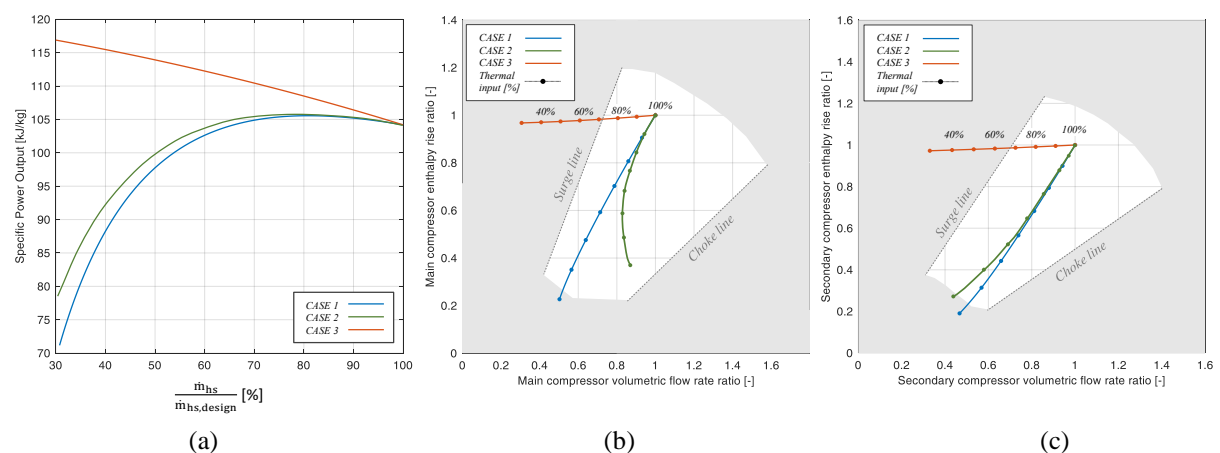 120
115
110
105
100
95
90
85
80
75
70
Specific Power Output [kJ/kg]
CASE 1
CASE 2
CASE 3
30 40 50 60 70 80 90 100
ṁhs
ṁhs,design
[%]
(a)
1.4
1.2
1
0.8
0.6
0.4
0.2
0
Main compressor enthalpy rise ratio [-]
CASE 1
CASE 2
CASE 3
Thermal
input [%]
40% 60% 80% 100%
Surge line
Choke line
0 0.2 0.4 0.6 0.8 1 1.2 1.4 1.6
Main compressor volumetric flow rate ratio [-]
(b)
1.6
1.4
1.2
1
0.8
0.6
0.4
0.2
0
Secondary compressor enthalpy rise ratio [-]
CASE 1
CASE 2
CASE 3
Thermal
input [%]
40% 60% 80% 100%
Surge line
Choke line
0 0.2 0.4 0.6 0.8 1 1.2 1.4 1.6
Secondary compressor volumetric flow rate ratio [-]
(c)